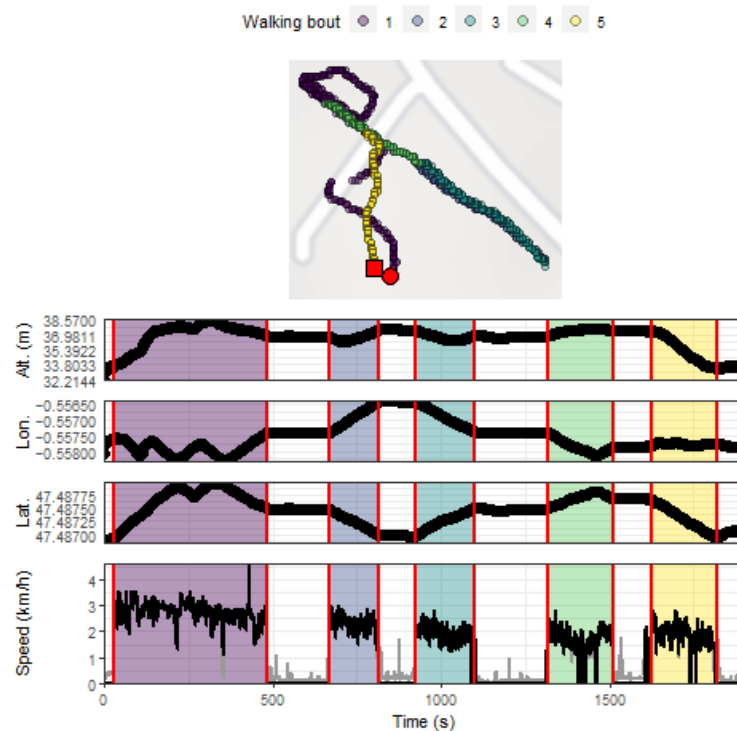 Walking bout 1 2 3 4 5
Alt. (m)
38.5700
36.9811
35.3922
33.8033
32.2144
Lon.
−0.55650
−0.55700
−0.55750
−0.55800
Lat.
47.48775
47.48750
47.48725
47.48700
Speed (km/h)
4
3
2
1
0
0 500 1000 1500
Time (s)